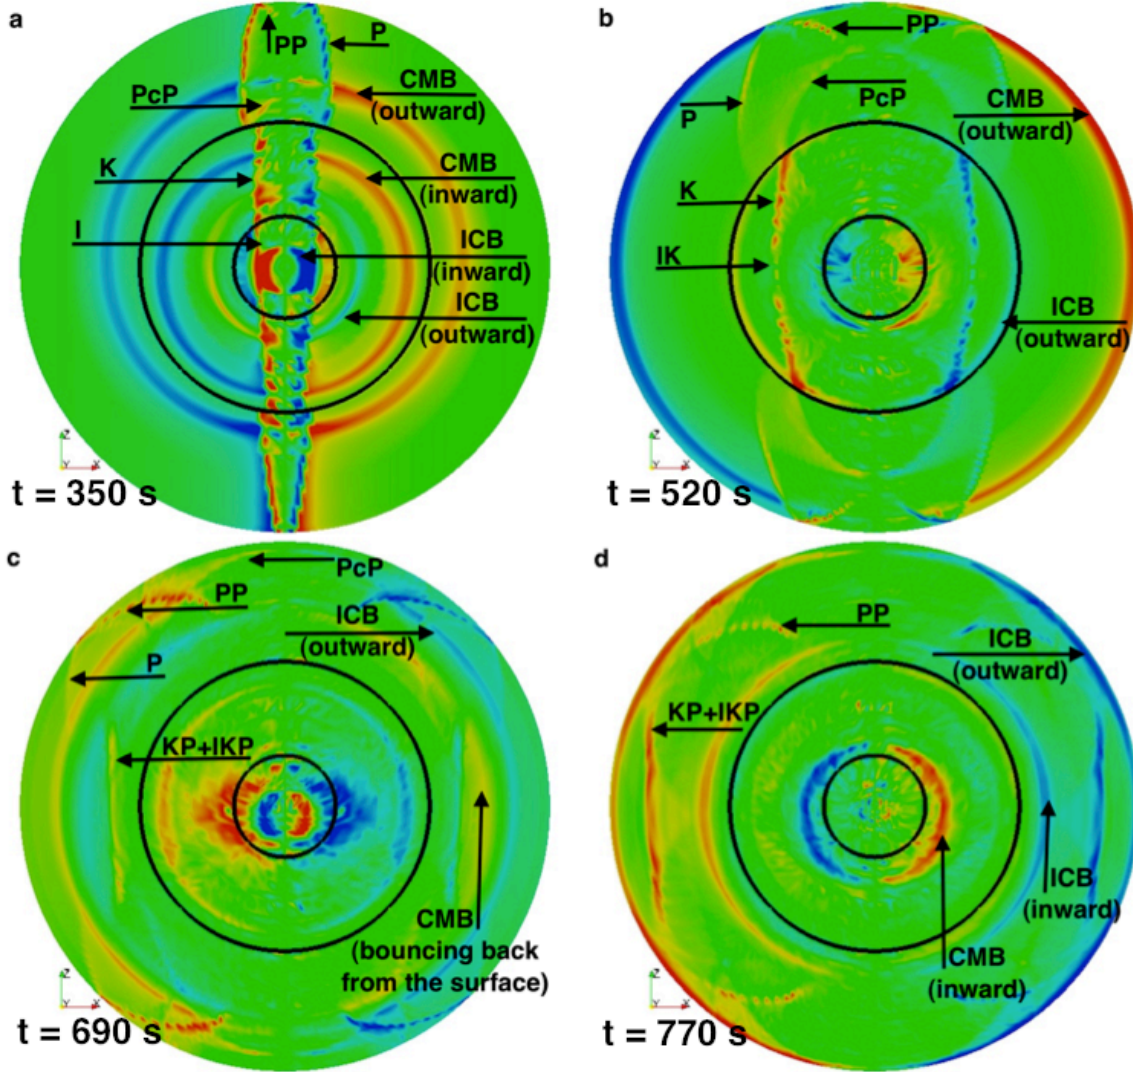 a
PP
P
PcP
CMB
(outward)
K
CMB
(inward)
I
ICB
(inward)
ICB
(outward)
Z
Y
X
t = 350 s
b
PP
PcP
P
CMB
(outward)
K
IK
ICB
(outward)
Z
Y
X
t = 520 s
c
PcP
PP
ICB
(outward)
P
KP+IKP
CMB
(bouncing back
from the surface)
Z
Y
X
t = 690 s
d
PP
ICB
(outward)
KP+IKP
ICB
(inward)
CMB
(inward)
Z
Y
X
t = 770 s